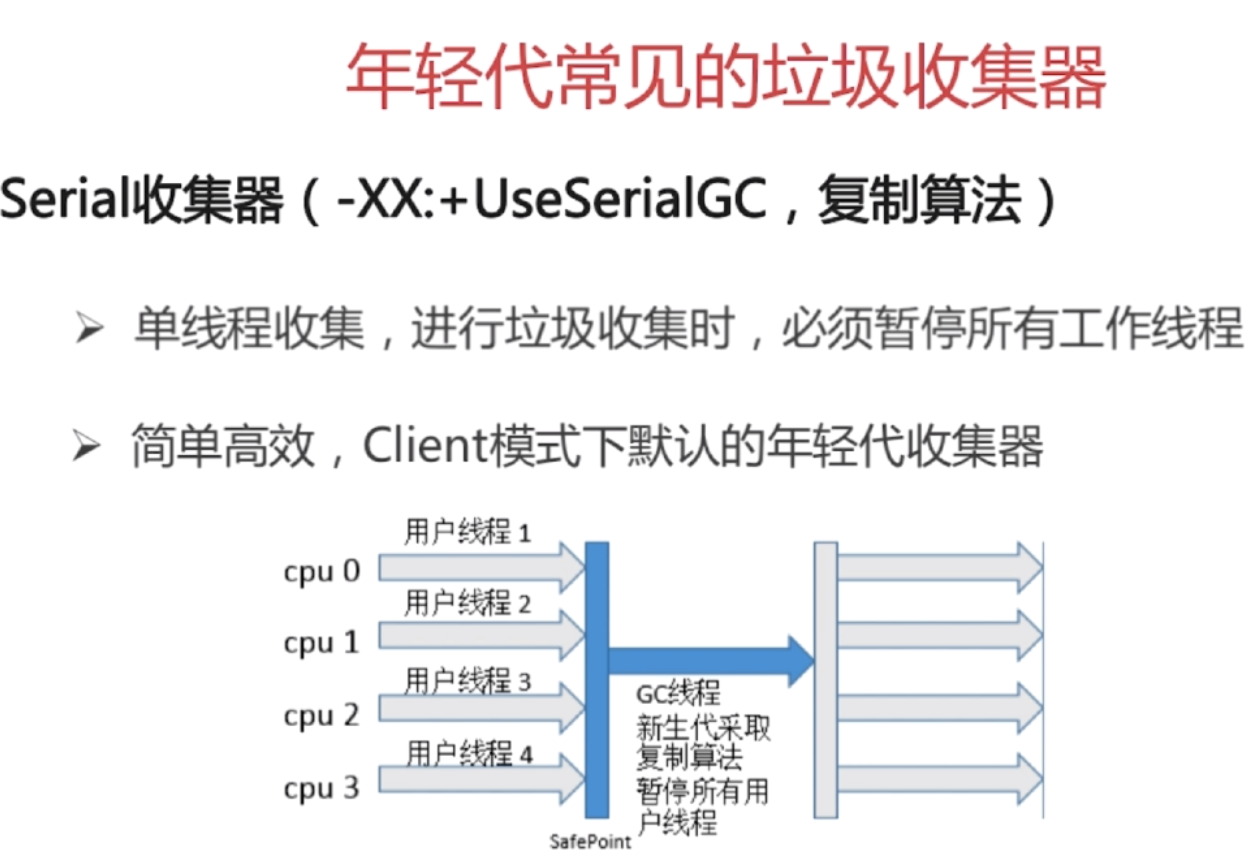 年轻代常见的垃圾收集器
Serial收集器（-XX:+UseSerialGC，复制算法）
➢ 单线程收集，进行垃圾收集时，必须暂停所有工作线程
➢ 简单高效，Client模式下默认的年轻代收集器
用户线程 1
cpu 0
用户线程 2
cpu 1
用户线程 3
cpu 2
用户线程 4
cpu 3
GC线程
新生代采取
复制算法
暂停所有用
户线程
SafePoint